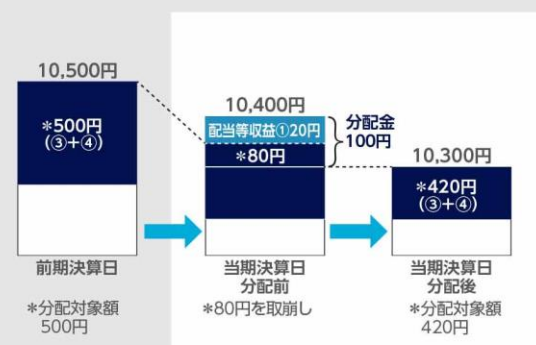 10,500円
*500円
(③+④)
前期決算日
*分配対象額
500円
10,400円
配当等収益①20円
*80円
分配金
100円
当期決算日
分配前
*80円を取崩し
10,300円
*420円
(③+④)
当期決算日
分配後
*分配対象額
420円